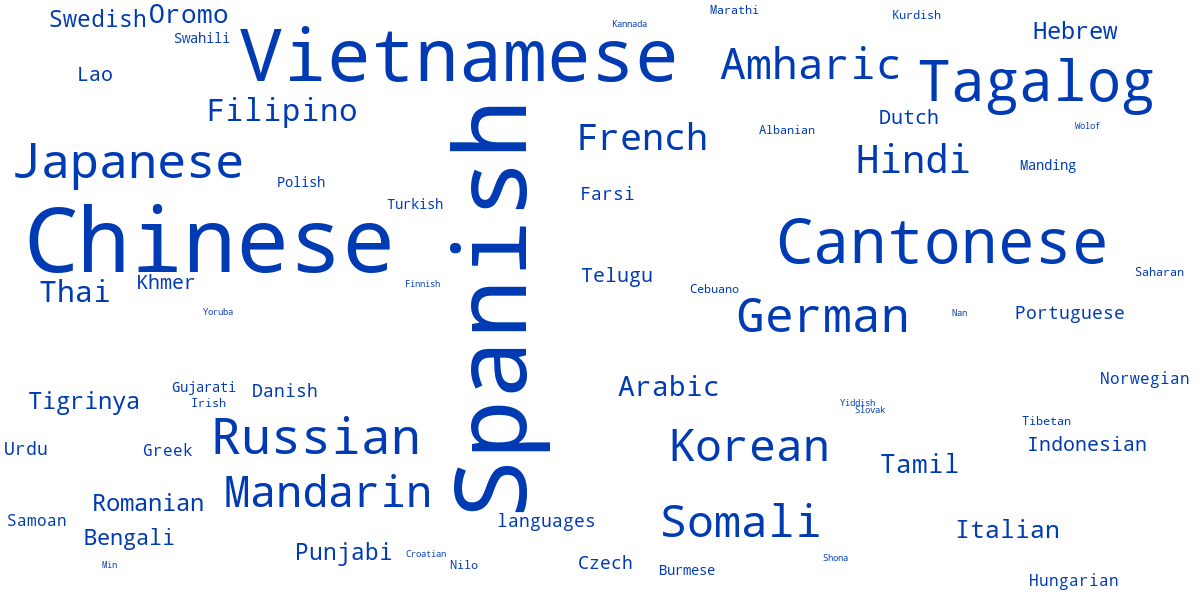 Swedish
Oromo
Swahili
Kannada
Marathi
Kurdish
Hebrew
Lao
Vietnamese
Amharic
Tagalog
Filipino
French
Albanian
Dutch
Wolof
Japanese
Polish
Hindi
Manding
Turkish
Farsi
Chinese
Spanish
Cantonese
Thai
Khmer
Finnish
Telugu
Cebuano
Saharan
Yoruba
German
Nan
Portuguese
Tigrinya
Gujarati
Irish
Danish
Arabic
Norwegian
Yiddish
Slovak
Tibetan
Urdu
Greek
Russian
Korean
Indonesian
Tamil
Mandarin
Romanian
Samoan
Bengali
languages
Somali
Italian
Min
Punjabi
Croatian
Nilo
Czech
Burmese
Shona
Hungarian